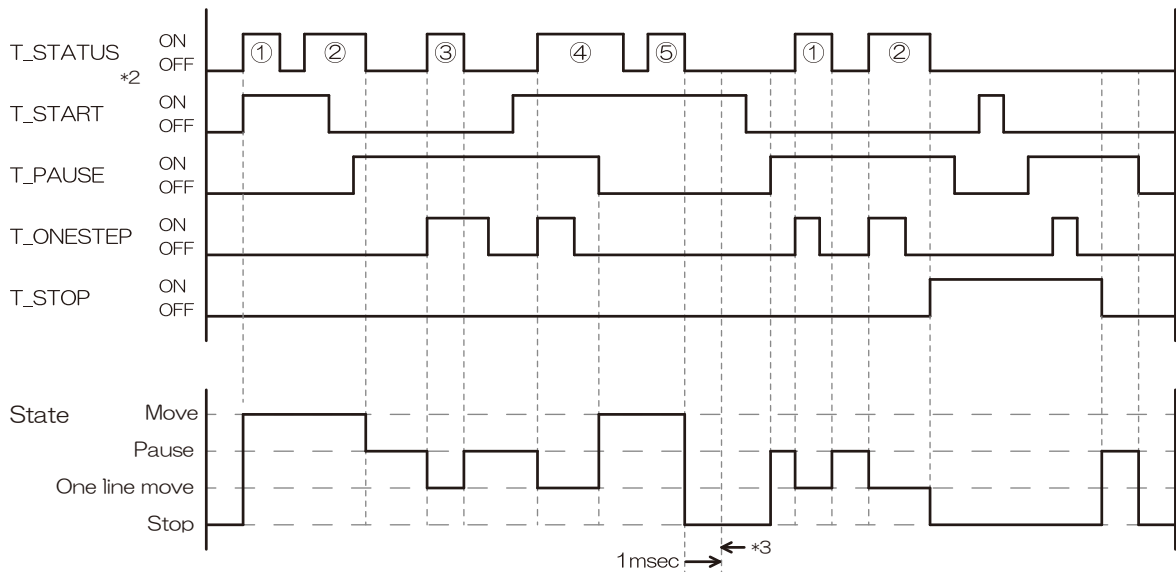 T_STATUS ON ① ② ③ ④ ⑤ ① ②
OFF
*2
T_START ON
OFF
T_PAUSE ON
OFF
T_ONESTEP ON
OFF
T_STOP ON
OFF
State Move
Pause
One line move
Stop
1msec *3